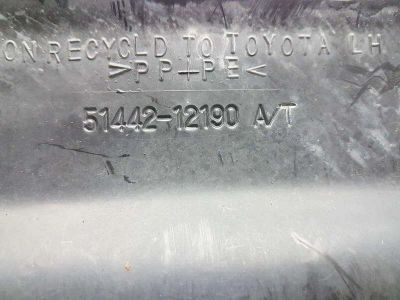 ON RECYCLD TO TOYOTA LH
>PP+PE<
51442-12190 A/T